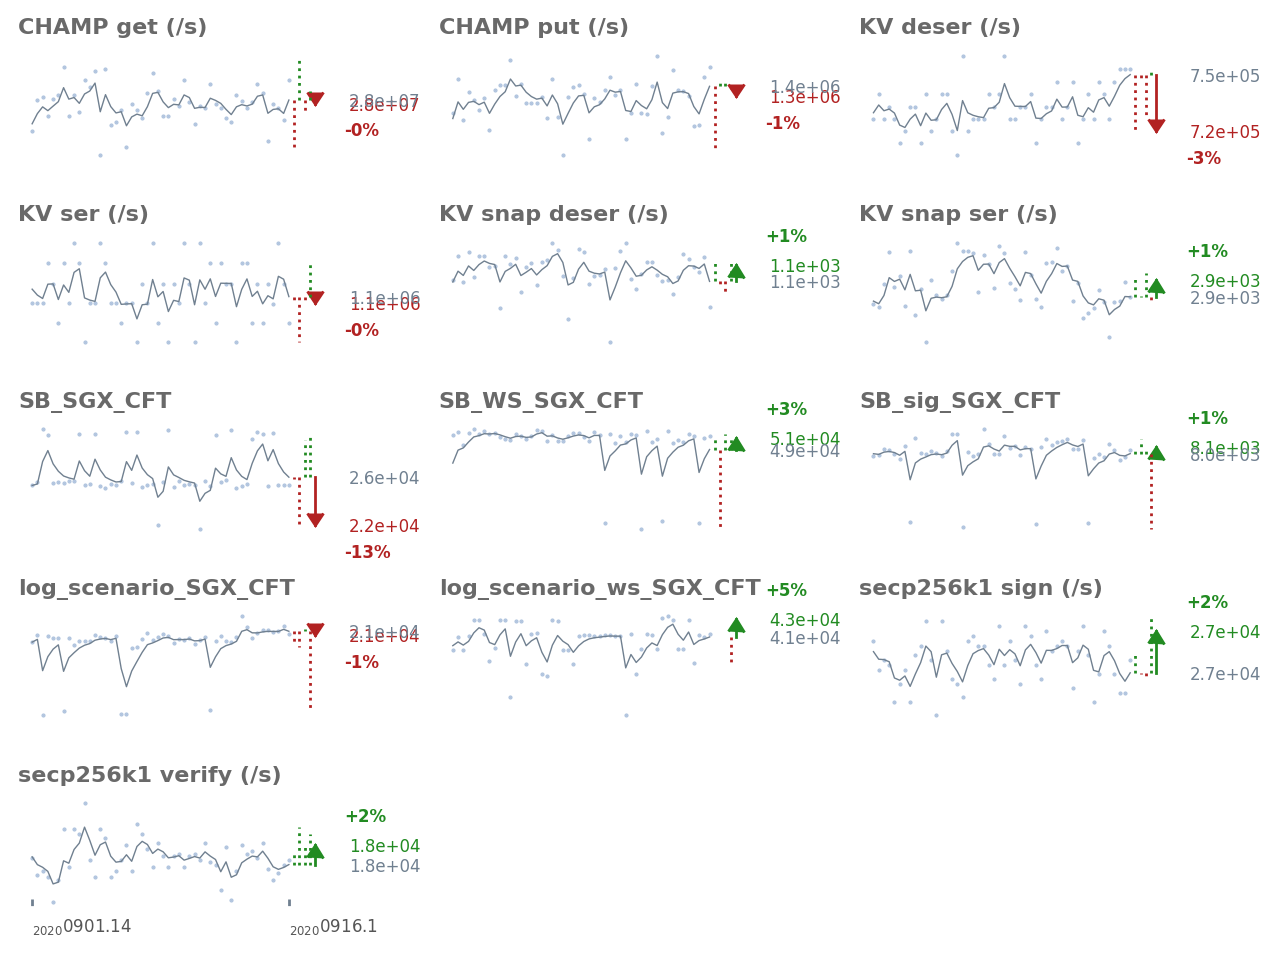 CHAMP get (/s)
2.8e+07
2.8e+07
-0%
CHAMP put (/s)
1.4e+06
1.3e+06
-1%
KV deser (/s)
7.5e+05
7.2e+05
-3%
KV ser (/s)
1.1e+06
1.1e+06
-0%
KV snap deser (/s)
+1%
1.1e+03
1.1e+03
KV snap ser (/s)
+1%
2.9e+03
2.9e+03
SB_SGX_CFT
2.6e+04
2.2e+04
-13%
SB_WS_SGX_CFT
+3%
5.1e+04
4.9e+04
SB_sig_SGX_CFT
+1%
8.1e+03
8.0e+03
log_scenario_SGX_CFT
2.1e+04
2.1e+04
-1%
log_scenario_ws_SGX_CFT
+5%
4.3e+04
4.1e+04
secp256k1 sign (/s)
+2%
2.7e+04
2.7e+04
secp256k1 verify (/s)
+2%
1.8e+04
1.8e+04
20200901.14
20200916.1